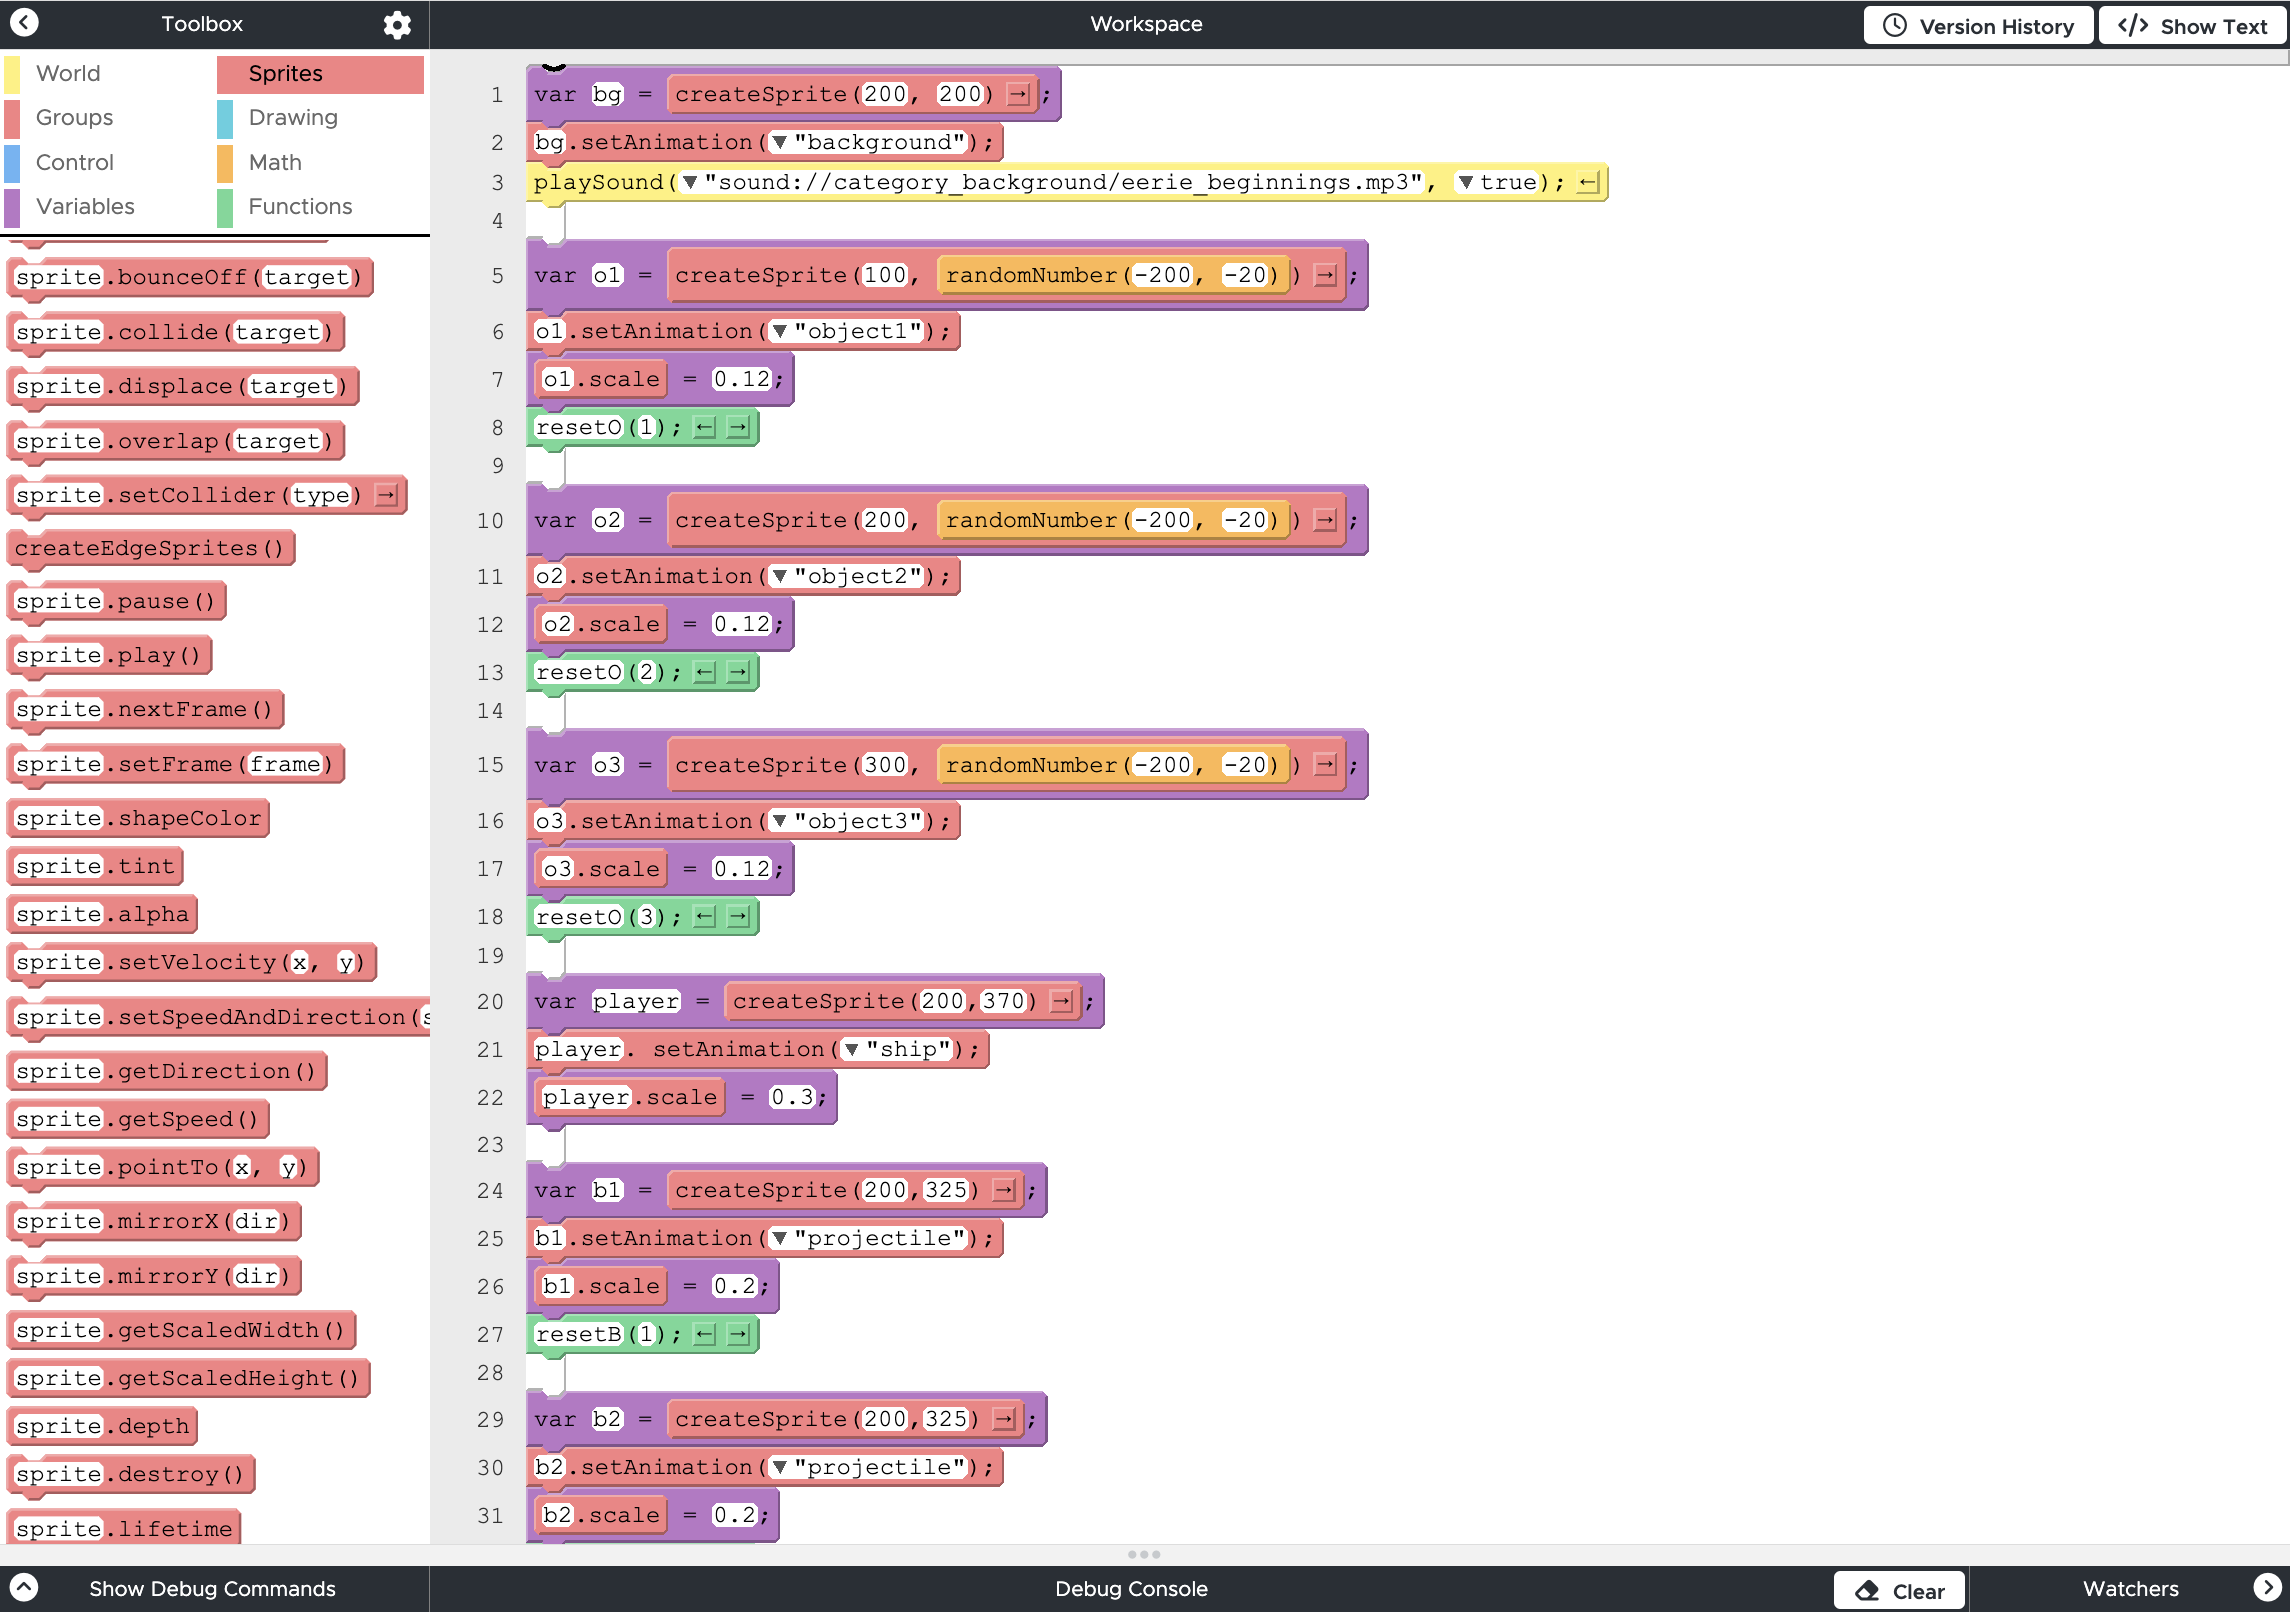 Toolbox
Workspace
Version History
</> Show Text
World
Sprites
Groups
Drawing
Control
Math
Variables
Functions
sprite.bounceOff(target)
sprite.collide(target)
sprite.displace(target)
sprite.overlap(target)
sprite.setCollider(type) →
createEdgeSprites()
sprite.pause()
sprite.play()
sprite.nextFrame()
sprite.setFrame(frame)
sprite.shapeColor
sprite.tint
sprite.alpha
sprite.setVelocity(x, y)
sprite.setSpeedAndDirection(s
sprite.getDirection()
sprite.getSpeed()
sprite.pointTo(x, y)
sprite.mirrorX(dir)
sprite.mirrorY(dir)
sprite.getScaledWidth()
sprite.getScaledHeight()
sprite.depth
sprite.destroy()
sprite.lifetime
1 var bg = createSprite(200, 200) → ;
2 bg.setAnimation(▼"background");
3 playSound(▼"sound://category_background/eerie_beginnings.mp3", ▼true); ←
4
5 var o1 = createSprite(100, randomNumber(-200, -20)) → ;
6 o1.setAnimation(▼"object1");
7 o1.scale = 0.12;
8 resetO(1); ← →
9
10 var o2 = createSprite(200, randomNumber(-200, -20)) → ;
11 o2.setAnimation(▼"object2");
12 o2.scale = 0.12;
13 resetO(2); ← →
14
15 var o3 = createSprite(300, randomNumber(-200, -20)) → ;
16 o3.setAnimation(▼"object3");
17 o3.scale = 0.12;
18 resetO(3); ← →
19
20 var player = createSprite(200,370) → ;
21 player. setAnimation(▼"ship");
22 player.scale = 0.3;
23
24 var b1 = createSprite(200,325) → ;
25 b1.setAnimation(▼"projectile");
26 b1.scale = 0.2;
27 resetB(1); ← →
28
29 var b2 = createSprite(200,325) → ;
30 b2.setAnimation(▼"projectile");
31 b2.scale = 0.2;
Show Debug Commands
Debug Console
Clear
Watchers